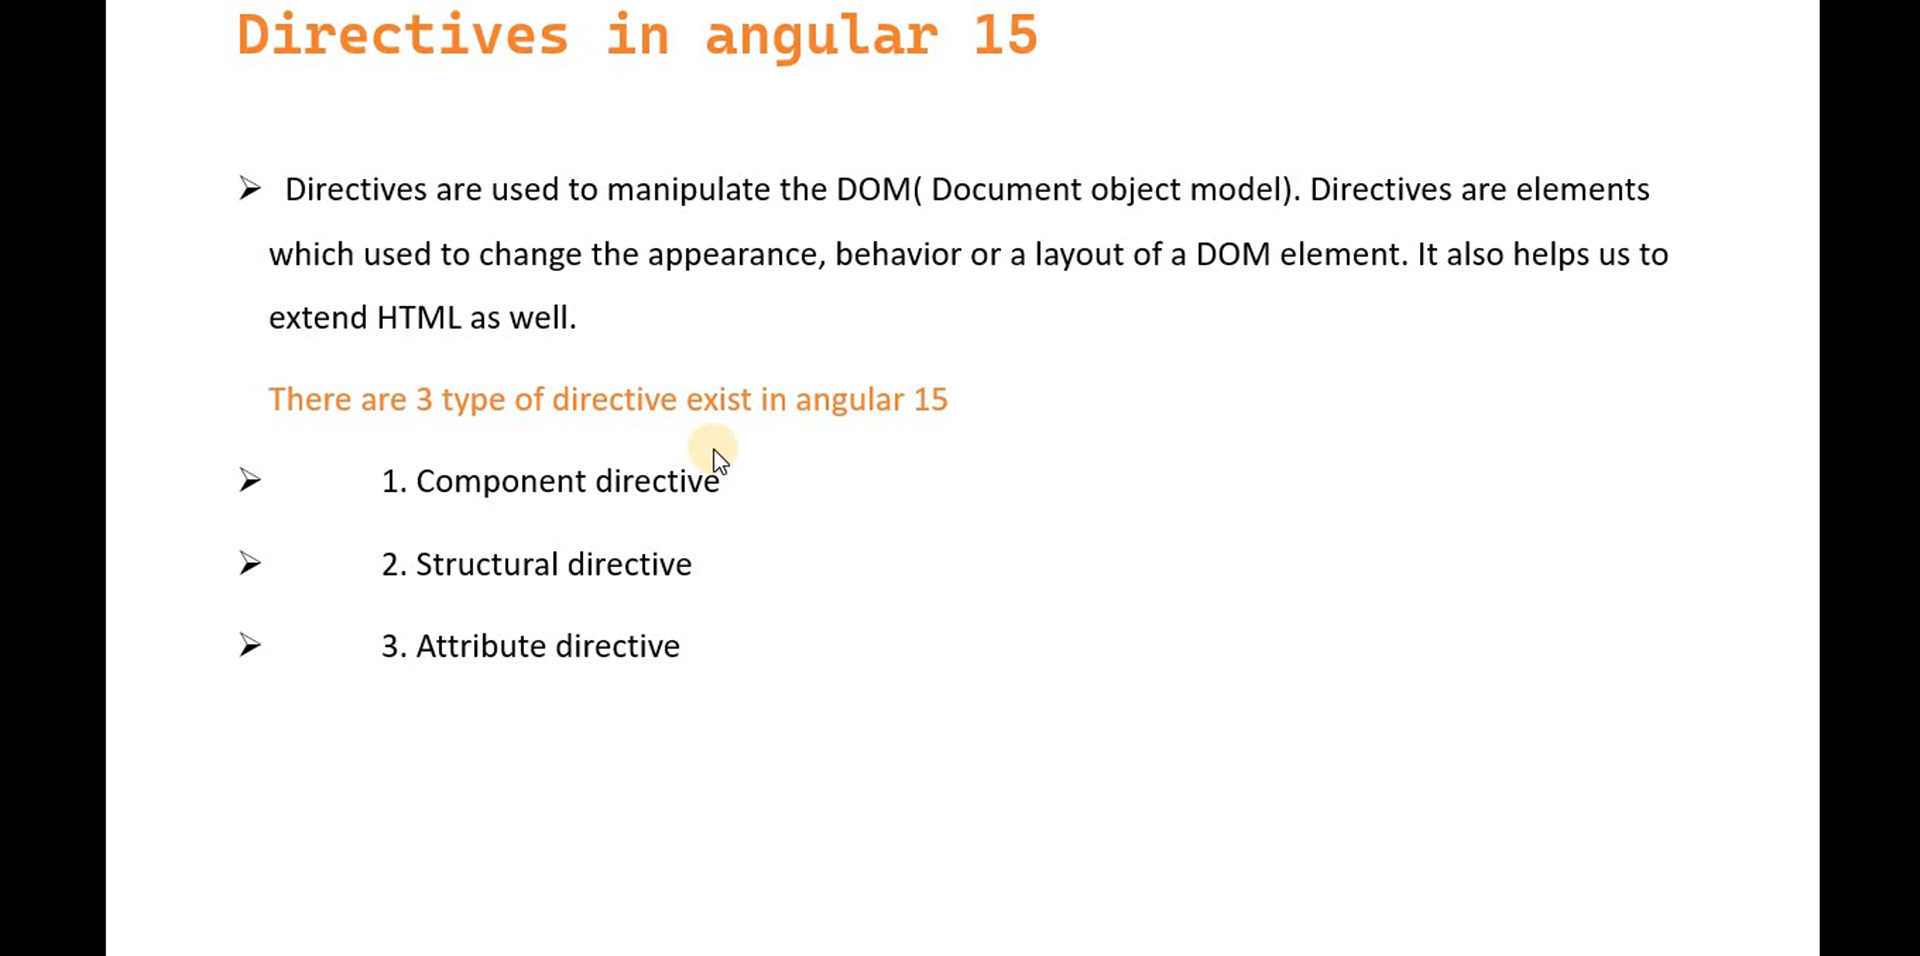 Directives in angular 15
➢ Directives are used to manipulate the DOM( Document object model). Directives are elements
which used to change the appearance, behavior or a layout of a DOM element. It also helps us to
extend HTML as well.
There are 3 type of directive exist in angular 15
➢ 1. Component directive
➢ 2. Structural directive
➢ 3. Attribute directive